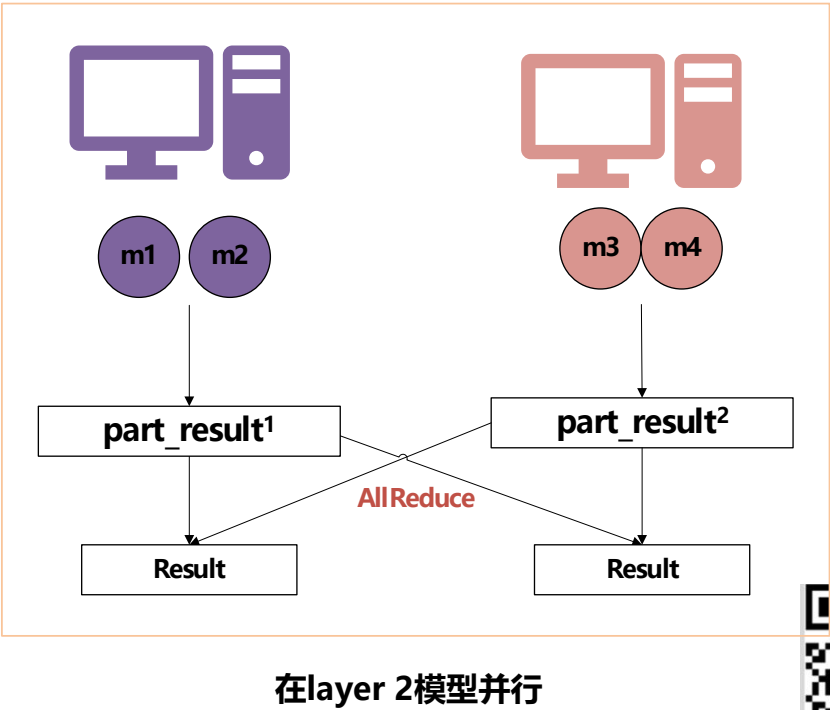 m1 m2 m3 m4
part_result¹ part_result²
AllReduce
Result Result
在layer 2模型并行